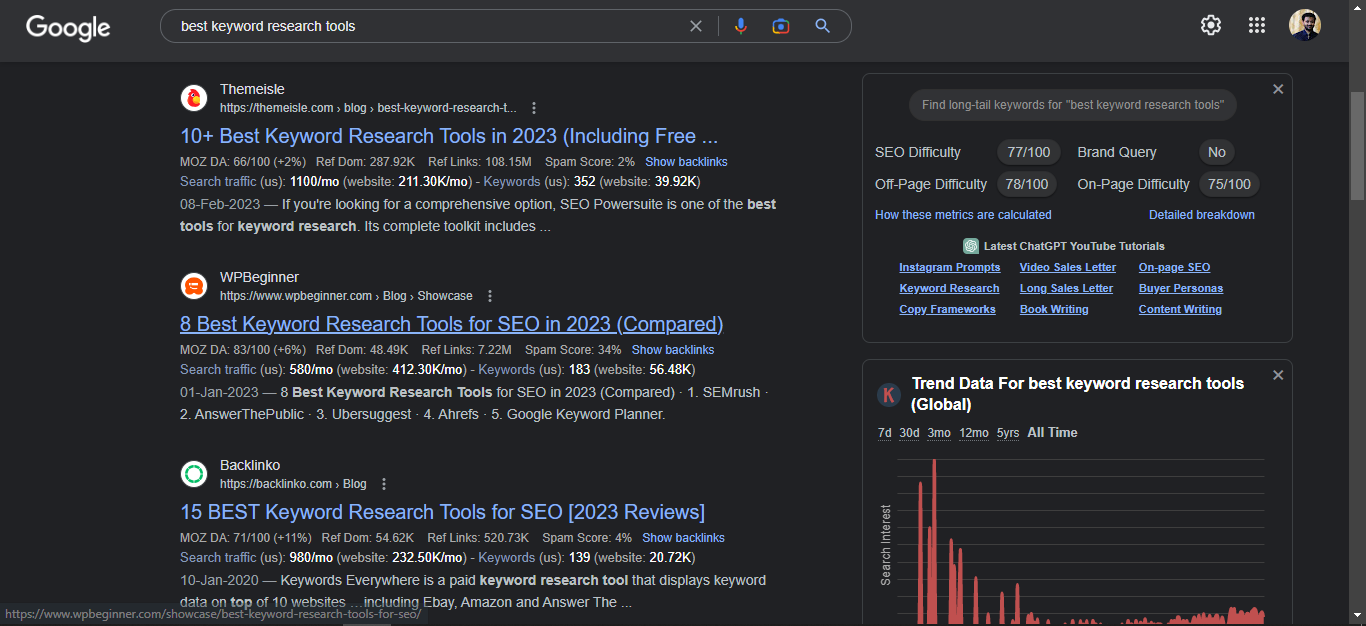 Google
best keyword research tools
Themeisle
https://themeisle.com › blog › best-keyword-research-t...
10+ Best Keyword Research Tools in 2023 (Including Free ...
MOZ DA: 66/100 (+2%) Ref Dom: 287.92K Ref Links: 108.15M Spam Score: 2% Show backlinks
Search traffic (us): 1100/mo (website: 211.30K/mo) - Keywords (us): 352 (website: 39.92K)
08-Feb-2023 — If you're looking for a comprehensive option, SEO Powersuite is one of the best
tools for keyword research. Its complete toolkit includes ...
WPBeginner
https://www.wpbeginner.com › Blog › Showcase
8 Best Keyword Research Tools for SEO in 2023 (Compared)
MOZ DA: 83/100 (+6%) Ref Dom: 48.49K Ref Links: 7.22M Spam Score: 34% Show backlinks
Search traffic (us): 580/mo (website: 412.30K/mo) - Keywords (us): 183 (website: 56.48K)
01-Jan-2023 — 8 Best Keyword Research Tools for SEO in 2023 (Compared) · 1. SEMrush ·
2. AnswerThePublic · 3. Ubersuggest · 4. Ahrefs · 5. Google Keyword Planner.
Backlinko
https://backlinko.com › Blog
15 BEST Keyword Research Tools for SEO [2023 Reviews]
MOZ DA: 71/100 (+11%) Ref Dom: 54.62K Ref Links: 520.73K Spam Score: 4% Show backlinks
Search traffic (us): 980/mo (website: 232.50K/mo) - Keywords (us): 139 (website: 20.72K)
10-Jan-2020 — Keywords Everywhere is a paid keyword research tool that displays keyword
data on top of 10 websites ...including Ebay, Amazon and Answer The ...
https://www.wpbeginner.com/showcase/best-keyword-research-tools-for-seo/
Find long-tail keywords for "best keyword research tools"
SEO Difficulty 77/100 Brand Query No
Off-Page Difficulty 78/100 On-Page Difficulty 75/100
How these metrics are calculated Detailed breakdown
Latest ChatGPT YouTube Tutorials
Instagram Prompts Video Sales Letter On-page SEO
Keyword Research Long Sales Letter Buyer Personas
Copy Frameworks Book Writing Content Writing
K
Trend Data For best keyword research tools
(Global)
7d 30d 3mo 12mo 5yrs All Time
Search Interest